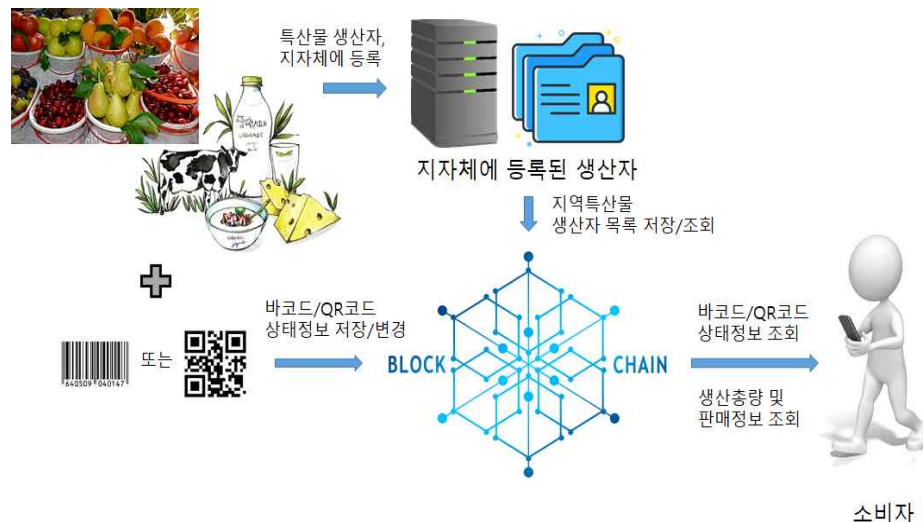 특산물 생산자,
지자체에 등록
지자체에 등록된 생산자
지역특산물
생산자 목록 저장/조회
바코드/QR코드
상태정보 저장/변경
또는
640509 040147
BLOCK CHAIN
바코드/QR코드
상태정보 조회
생산총량 및
판매정보 조회
소비자